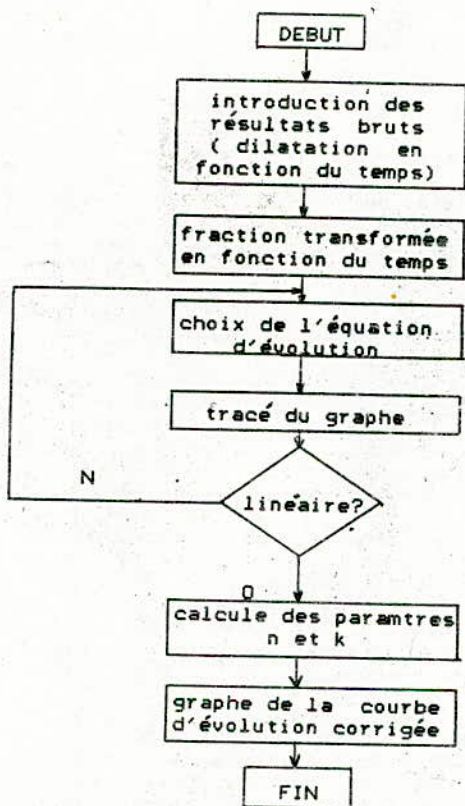 DEBUT
introduction des
résultats bruts
( dilatation en
fonction du temps)
fraction transformée
en fonction du temps
choix de l'équation
d'évolution
tracé du graphe
N
linéaire?
O
calcule des paramtres
n et k
graphe de la courbe
d'évolution corrigée
FIN